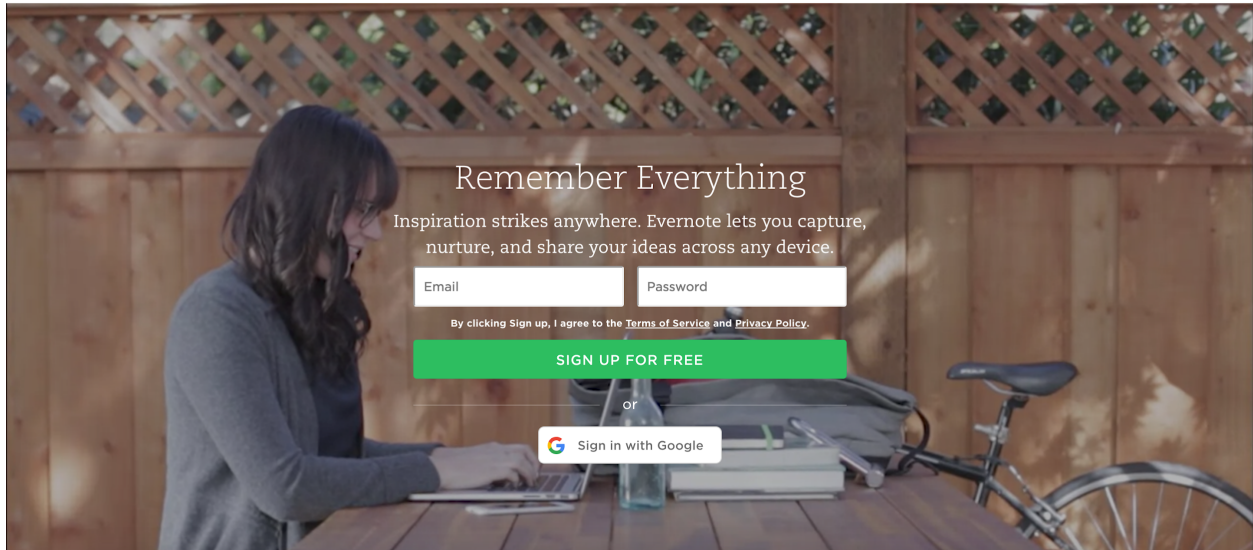 Remember Everything
Inspiration strikes anywhere. Evernote lets you capture,
nurture, and share your ideas across any device.
Email
Password
By clicking Sign up, I agree to the Terms of Service and Privacy Policy.
SIGN UP FOR FREE
or
Sign in with Google